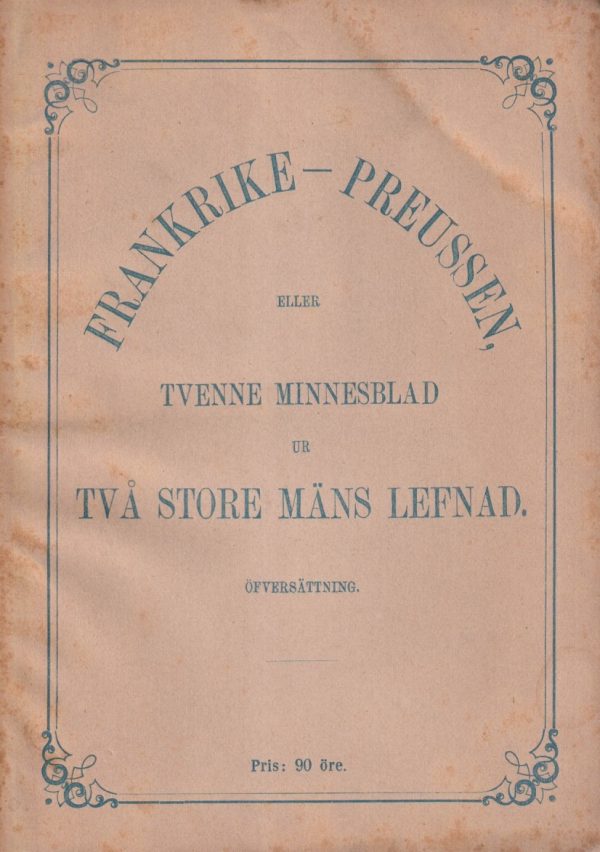 FRANKRIKE — PREUSSEN,
ELLER
TVENNE MINNESBLAD
UR
TVÅ STORE MÄNS LEFNAD.
ÖFVERSÄTTNING.
Pris: 90 öre.